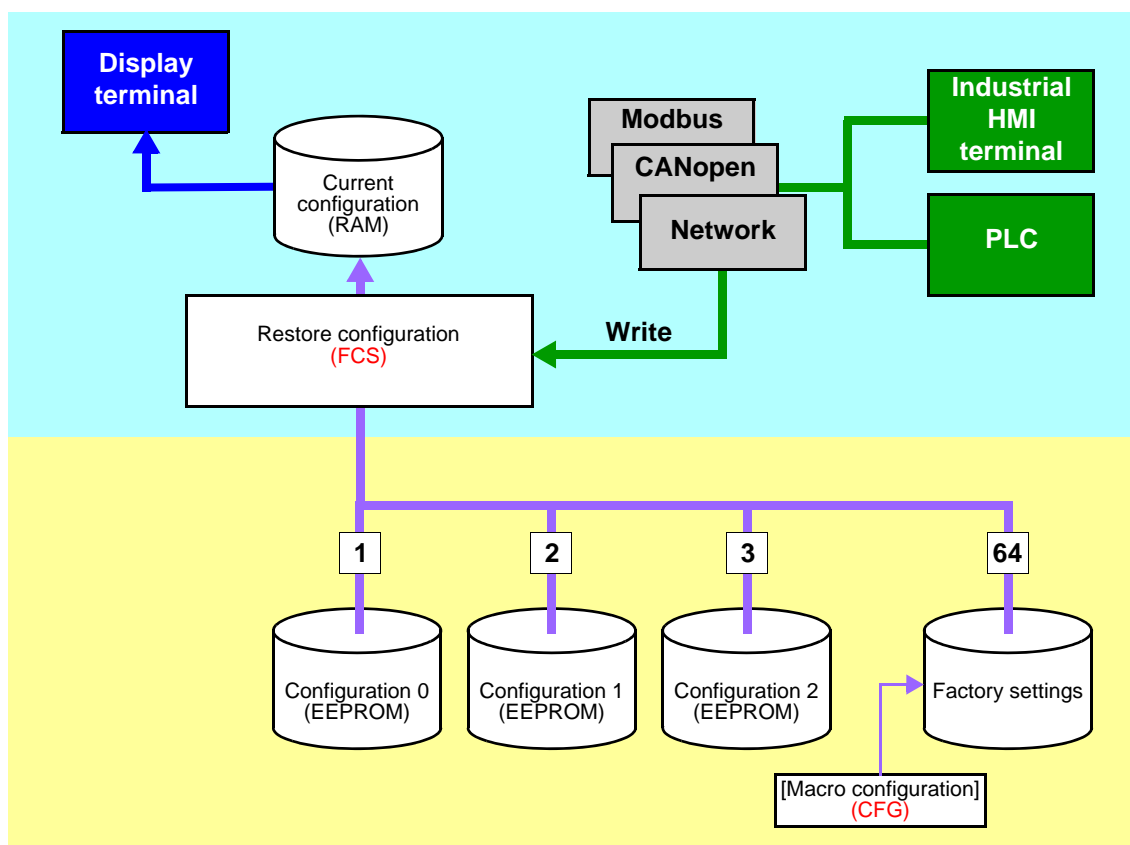 Display
terminal
Current
configuration
(RAM)
Modbus
CANopen
Network
Industrial
HMI
terminal
PLC
Restore configuration
(FCS)
Write
1
2
3
64
Configuration 0
(EEPROM)
Configuration 1
(EEPROM)
Configuration 2
(EEPROM)
Factory settings
[Macro configuration]
(CFG)